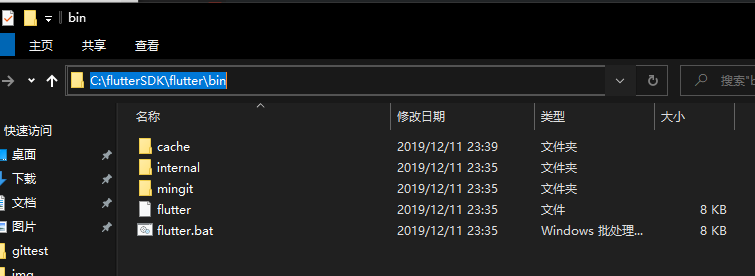 bin
主页 共享 查看
C:\flutterSDK\flutter\bin 搜索"b
名称 修改日期 类型 大小
快速访问
桌面
下载
文档
图片
gittest
img
cache 2019/12/11 23:39 文件夹
internal 2019/12/11 23:35 文件夹
mingit 2019/12/11 23:35 文件夹
flutter 2019/12/11 23:35 文件 8 KB
flutter.bat 2019/12/11 23:35 Windows 批处理... 8 KB